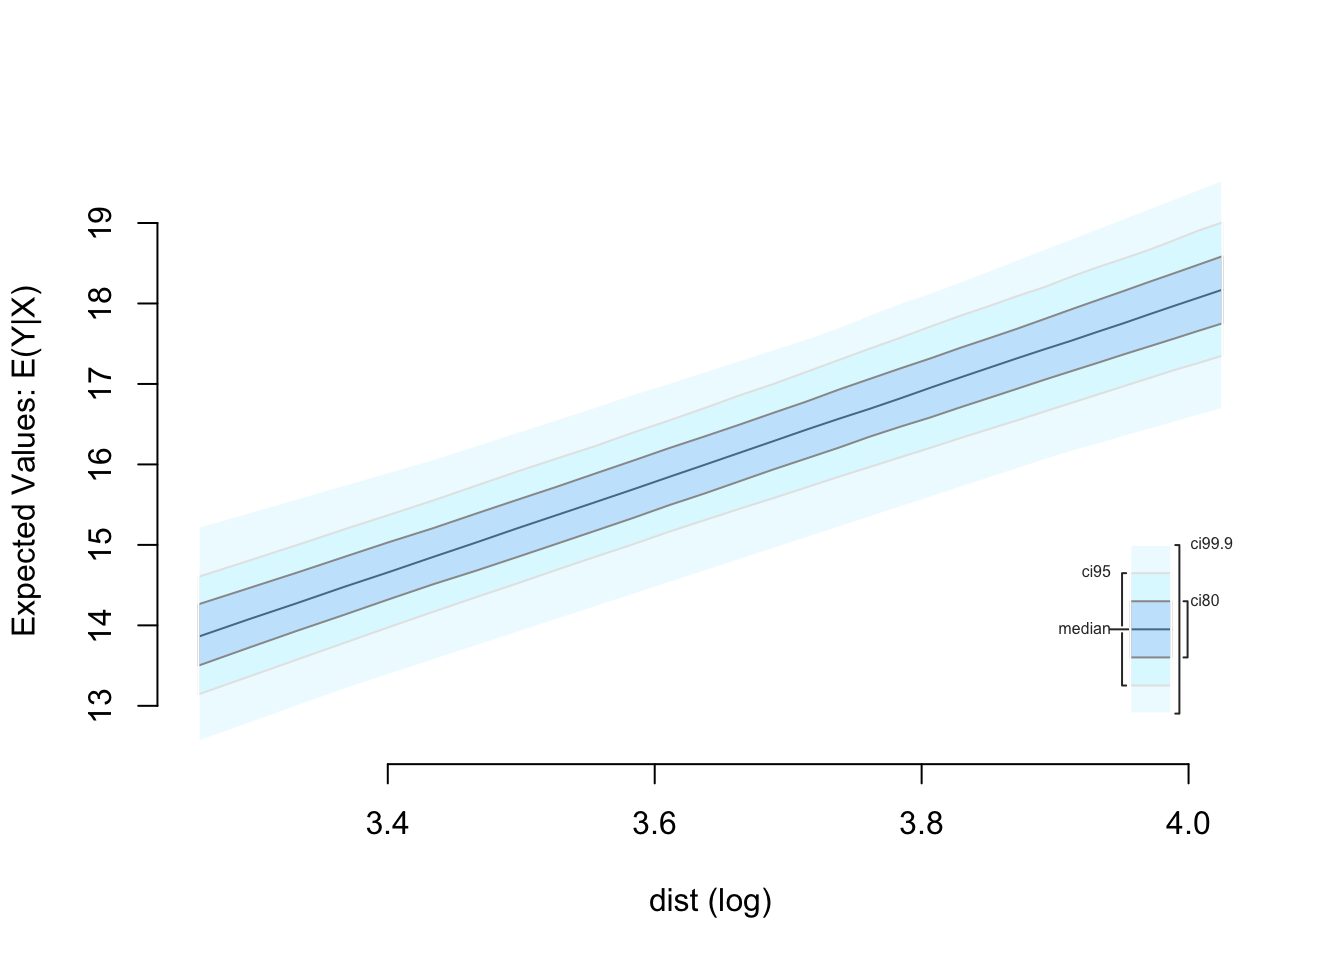 Expected Values: E(Y|X)
19
18
17
16
15
14
13
ci99.9
ci95
ci80
median
3.4 3.6 3.8 4.0
dist (log)